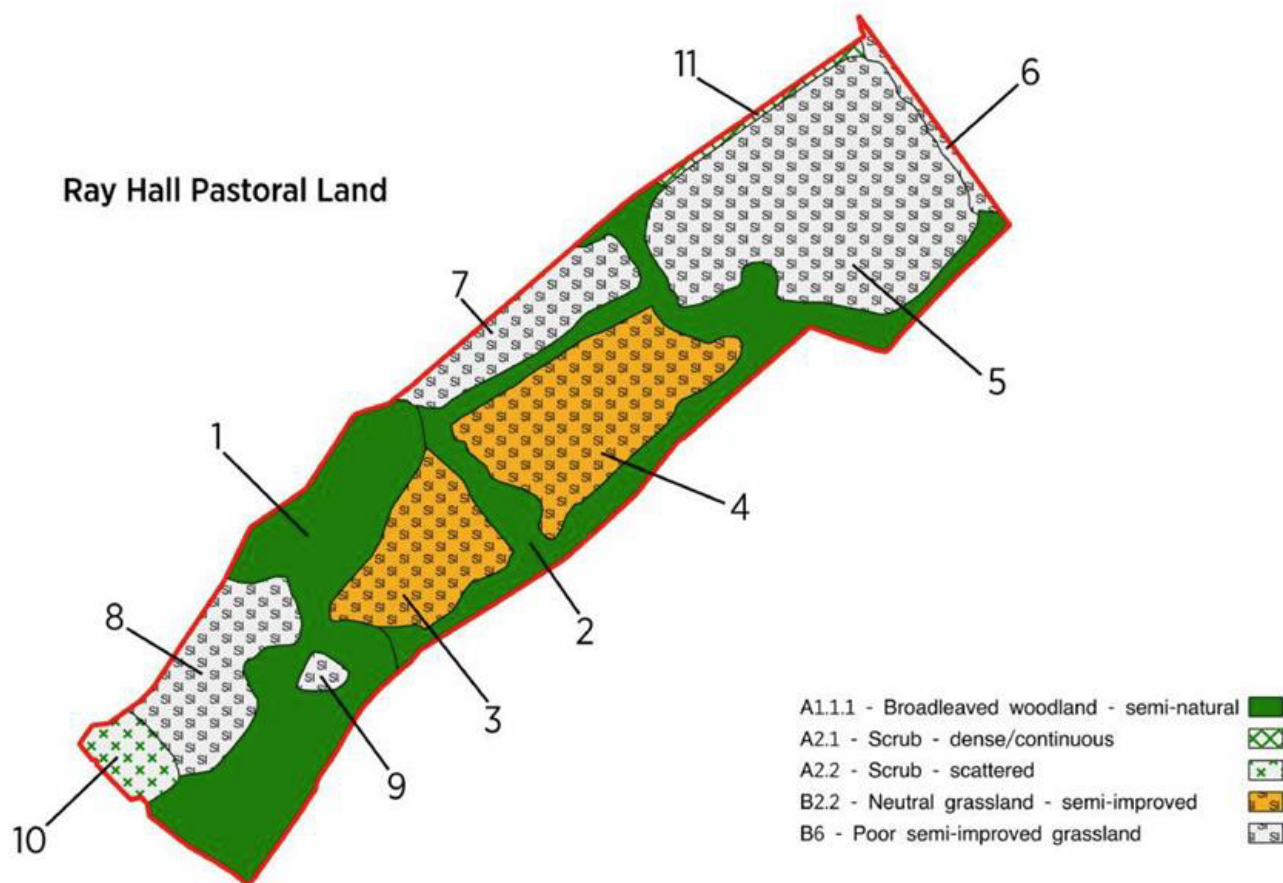 11
6
Ray Hall Pastoral Land
7
5
1
4
8
2
3
9
10
A1.1.1 - Broadleaved woodland - semi-natural
A2.1 - Scrub - dense/continuous
A2.2 - Scrub - scattered
B2.2 - Neutral grassland - semi-improved
B6 - Poor semi-improved grassland